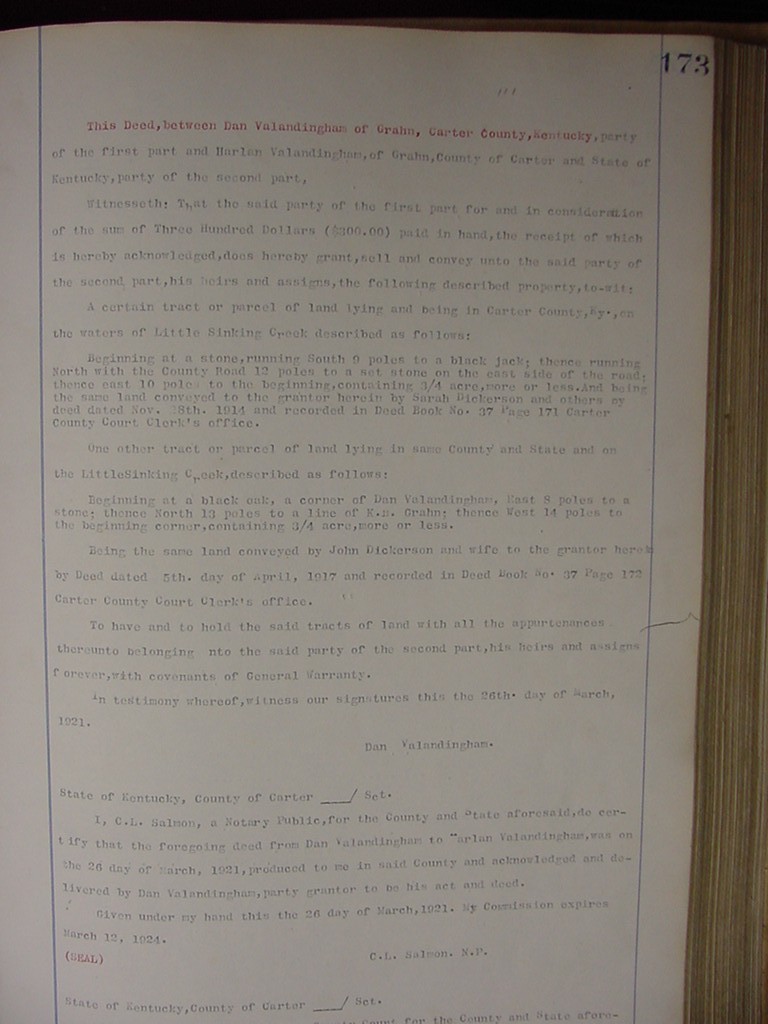 173
This Deed,between Dan Valandingham of Grahn, Carter County,Kentucky,party
of the first part and Harlan Valandingham,of Grahn,County of Carter and State of
Kentucky,party of the second part,
Witnesseth: That the said party of the first part for and in consideration
of the sum of Three Hundred Dollars ($300.00) paid in hand,the receipt of which
is hereby acknowledged,does hereby grant,sell and convey unto the said party of
the second part,his heirs and assigns,the following described property,to-wit:
A certain tract or parcel of land lying and being in Carter County,Ky.,on
the waters of Little Sinking Creek described as follows:
Beginning at a stone,running South 9 poles to a black jack; thence running
North with the County Road 12 poles to a set stone on the east side of the road;
thence east 10 poles to the beginning,containing 3/4 acre,more or less.And being
the same land conveyed to the grantor herein by Sarah Dickerson and others by
deed dated Nov. 28th. 1914 and recorded in Deed Book No. 37 Page 171 Carter
County Court Clerk's office.
One other tract or parcel of land lying in same County and State and on
the LittleSinking Creek,described as follows:
Beginning at a black oak, a corner of Dan Valandingham, East 8 poles to a
stone; thence North 13 poles to a line of K.B. Grahn; thence West 14 poles to
the beginning corner,containing 3/4 acre,more or less.
Being the same land conveyed by John Dickerson and wife to the grantor herein
by Deed dated 5th. day of April, 1917 and recorded in Deed Book No. 37 Page 172
Carter County Court Clerk's office.
To have and to hold the said tracts of land with all the appurtenances
thereunto belonging nto the said party of the second part,his heirs and assigns
forever,with covenants of General Warranty.
In testimony whereof,witness our signatures this the 26th. day of March,
1921.
Dan Valandingham.
State of Kentucky, County of Carter ___/ Sct.
I, C.L. Salmon, a Notary Public,for the County and State aforesaid,do cer-
tify that the foregoing deed from Dan Valandingham to Harlan Valandingham,was on
the 26 day of March, 1921,produced to me in said County and acknowledged and de-
livered by Dan Valandingham,party grantor to be his act and deed.
Given under my hand this the 26 day of March,1921. My Commission expires
March 12, 1924.
(SEAL) C.L. Salmon. N.P.
State of Kentucky,County of Carter ___/ Sct.
Court for the County and State afore-